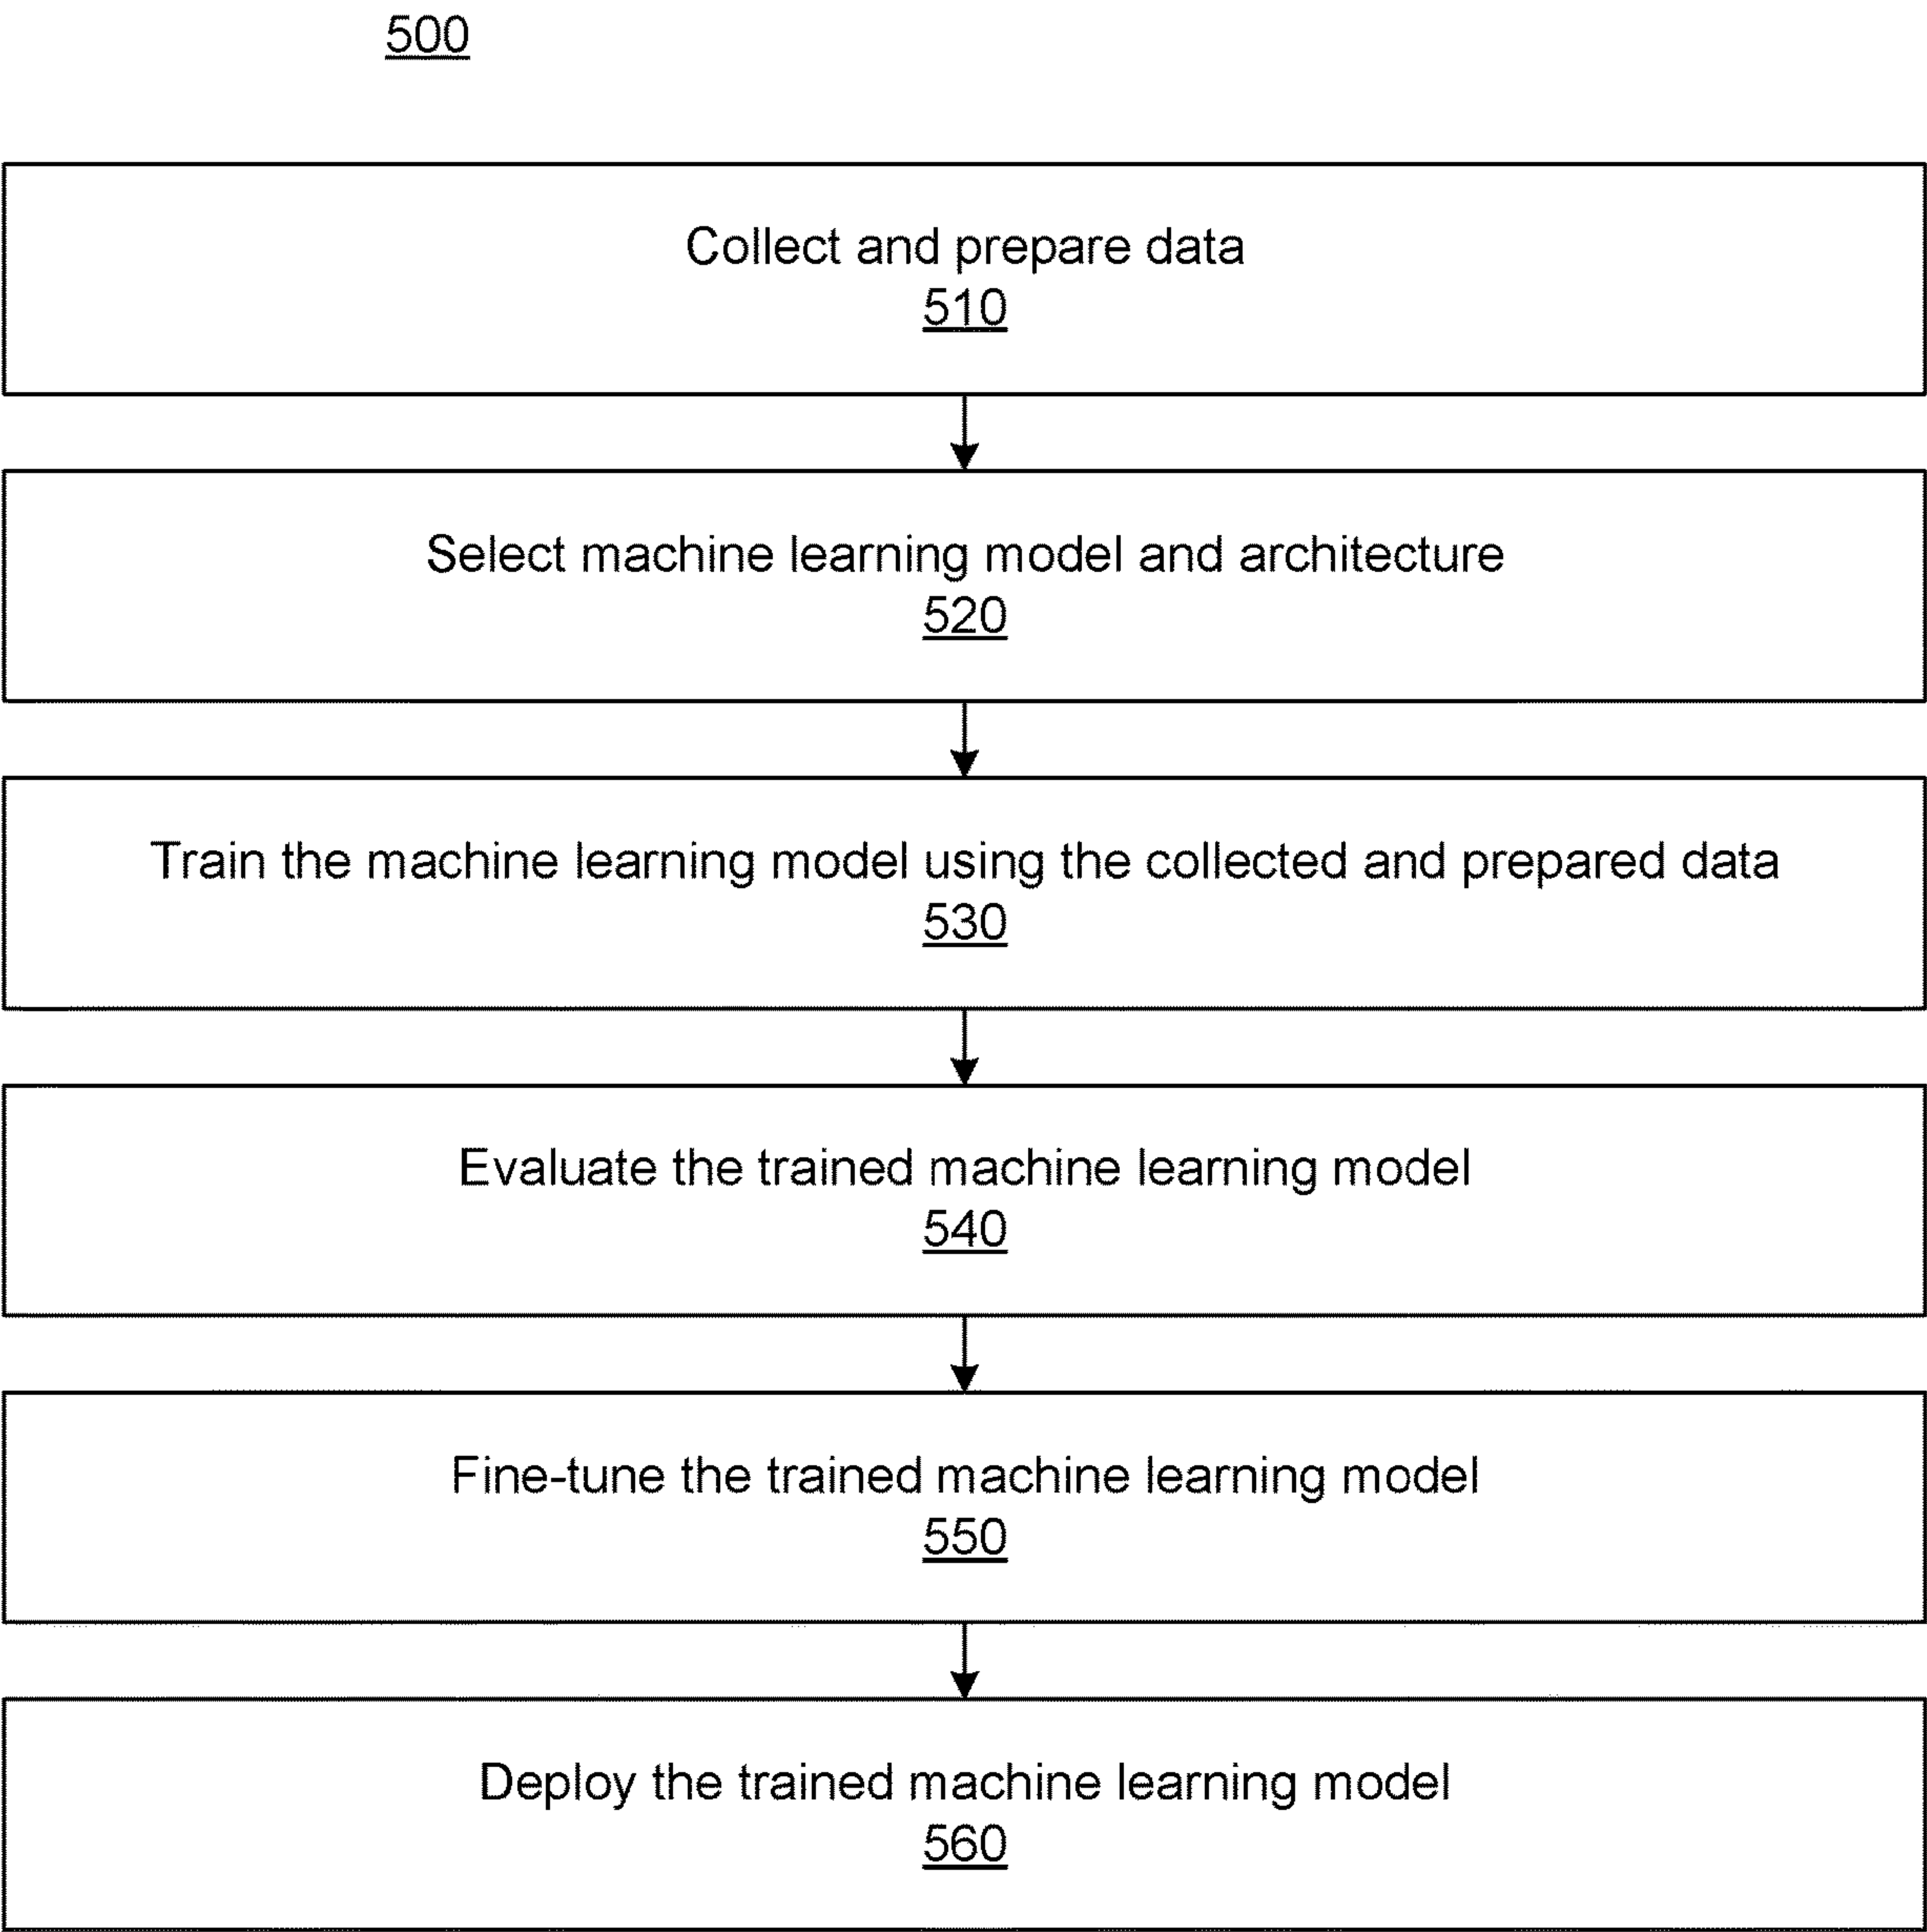 500
Collect and prepare data
510
Select machine learning model and architecture
520
Train the machine learning model using the collected and prepared data
530
Evaluate the trained machine learning model
540
Fine-tune the trained machine learning model
550
Deploy the trained machine learning model
560